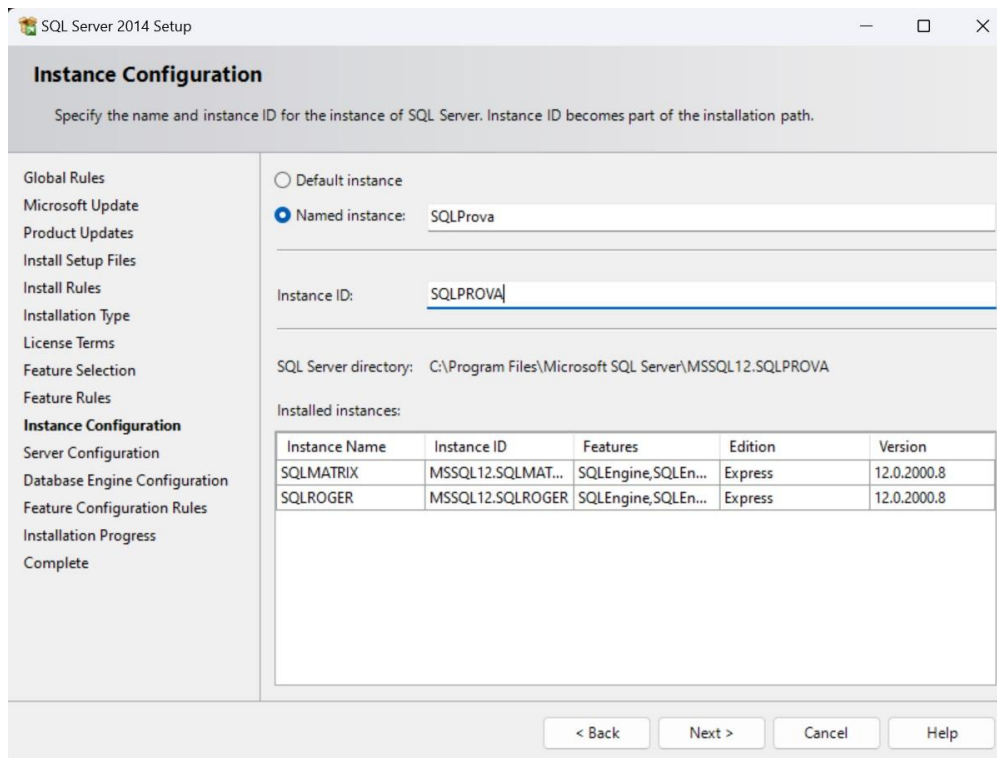 SQL Server 2014 Setup
Instance Configuration
Specify the name and instance ID for the instance of SQL Server. Instance ID becomes part of the installation path.
Global Rules
Microsoft Update
Product Updates
Install Setup Files
Install Rules
Installation Type
License Terms
Feature Selection
Feature Rules
Instance Configuration
Server Configuration
Database Engine Configuration
Feature Configuration Rules
Installation Progress
Complete
Default instance
Named instance: SQLProva
Instance ID: SQLPROVA
SQL Server directory: C:\Program Files\Microsoft SQL Server\MSSQL12.SQLPROVA
Installed instances:
Instance Name Instance ID Features Edition Version
SQLMATRIX MSSQL12.SQLMAT... SQLEngine,SQLEn... Express 12.0.2000.8
SQLROGER MSSQL12.SQLROGER SQLEngine,SQLEn... Express 12.0.2000.8
< Back Next > Cancel Help